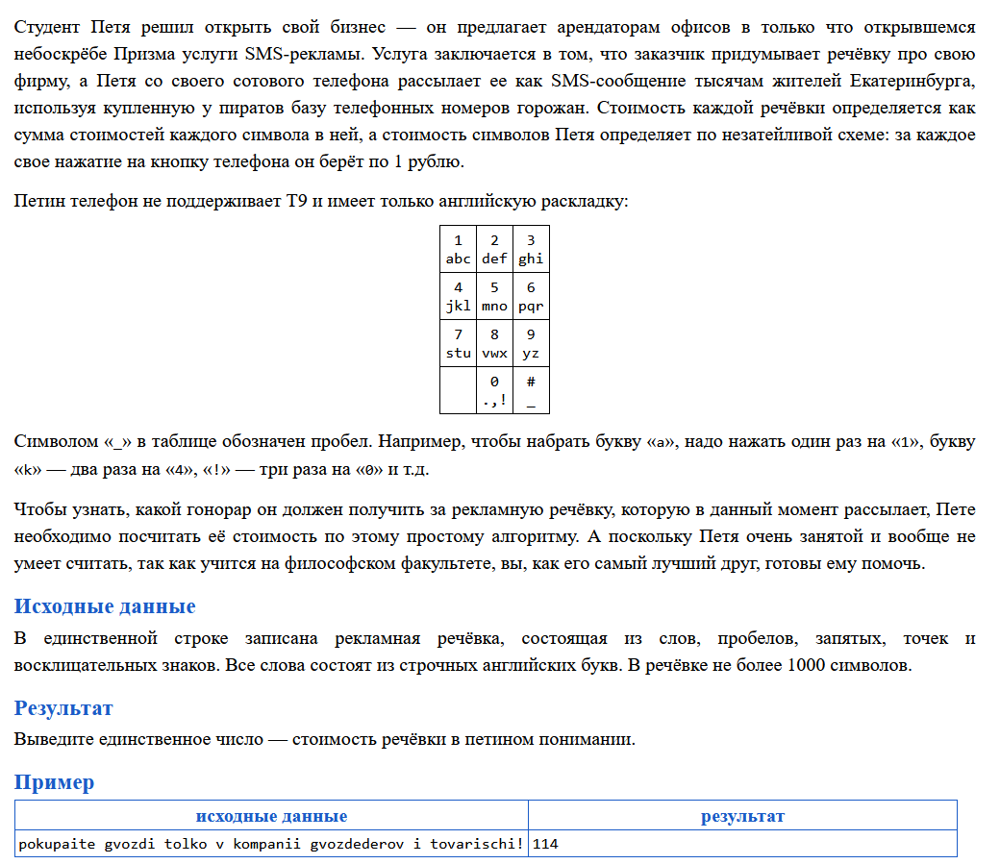 Студент Петя решил открыть свой бизнес — он предлагает арендаторам офисов в только что открывшемся
небоскрёбе Призма услуги SMS-рекламы. Услуга заключается в том, что заказчик придумывает речёвку про свою
фирму, а Петя со своего сотового телефона рассылает ее как SMS-сообщение тысячам жителей Екатеринбурга,
используя купленную у пиратов базу телефонных номеров горожан. Стоимость каждой речёвки определяется как
сумма стоимостей каждого символа в ней, а стоимость символов Петя определяет по незатейливой схеме: за каждое
свое нажатие на кнопку телефона он берёт по 1 рублю.
Петин телефон не поддерживает T9 и имеет только английскую раскладку:
1 2 3
abc def ghi
4 5 6
jkl mno pqr
7 8 9
stu vwx yz
0 #
.,! _
Символом «_» в таблице обозначен пробел. Например, чтобы набрать букву «a», надо нажать один раз на «1», букву
«k» — два раза на «4», «!» — три раза на «0» и т.д.
Чтобы узнать, какой гонорар он должен получить за рекламную речёвку, которую в данный момент рассылает, Пете
необходимо посчитать её стоимость по этому простому алгоритму. А поскольку Петя очень занятой и вообще не
умеет считать, так как учится на философском факультете, вы, как его самый лучший друг, готовы ему помочь.
Исходные данные
В единственной строке записана рекламная речёвка, состоящая из слов, пробелов, запятых, точек и
восклицательных знаков. Все слова состоят из строчных английских букв. В речёвке не более 1000 символов.
Результат
Выведите единственное число — стоимость речёвки в петином понимании.
Пример
исходные данные результат
pokupaite gvozdi tolko v kompanii gvozdederov i tovarischi! 114